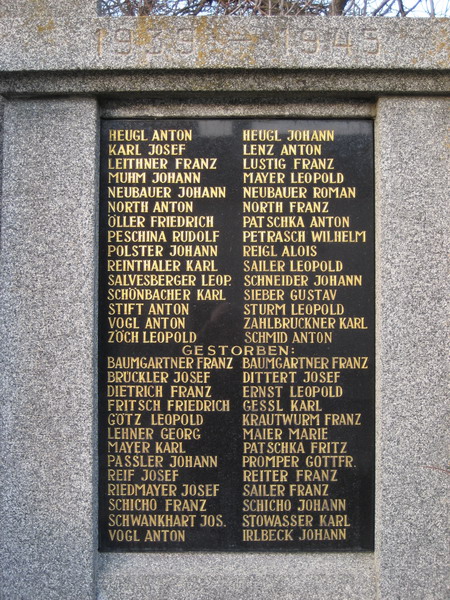 1939 – 1945
HEUGL ANTON HEUGL JOHANN
KARL JOSEF LENZ ANTON
LEITHNER FRANZ LUSTIG FRANZ
MUHM JOHANN MAYER LEOPOLD
NEUBAUER JOHANN NEUBAUER ROMAN
NORTH ANTON NORTH FRANZ
ÖLLER FRIEDRICH PATSCHKA ANTON
PESCHINA RUDOLF PETRASCH WILHELM
POLSTER JOHANN REIGL ALOIS
REINTHALER KARL SAILER LEOPOLD
SALVESBERGER LEOP. SCHNEIDER JOHANN
SCHÖNBACHER KARL SIEBER GUSTAV
STIFT ANTON STURM LEOPOLD
VOGL ANTON ZAHLBRUCKNER KARL
ZÖCH LEOPOLD SCHMID ANTON
GESTORBEN:
BAUMGARTNER FRANZ BAUMGARTNER FRANZ
BRÜCKLER JOSEF DITTERT JOSEF
DIETRICH FRANZ ERNST LEOPOLD
FRITSCH FRIEDRICH GESSL KARL
GÖTZ LEOPOLD KRAUTWURM FRANZ
LEHNER GEORG MAIER MARIE
MAYER KARL PATSCHKA FRITZ
PASSLER JOHANN PROMPER GOTTFR.
REIF JOSEF REITER FRANZ
RIEDMAYER JOSEF SAILER FRANZ
SCHICHO FRANZ SCHICHO JOHANN
SCHWANKHART JOS. STOWASSER KARL
VOGL ANTON IRLBECK JOHANN